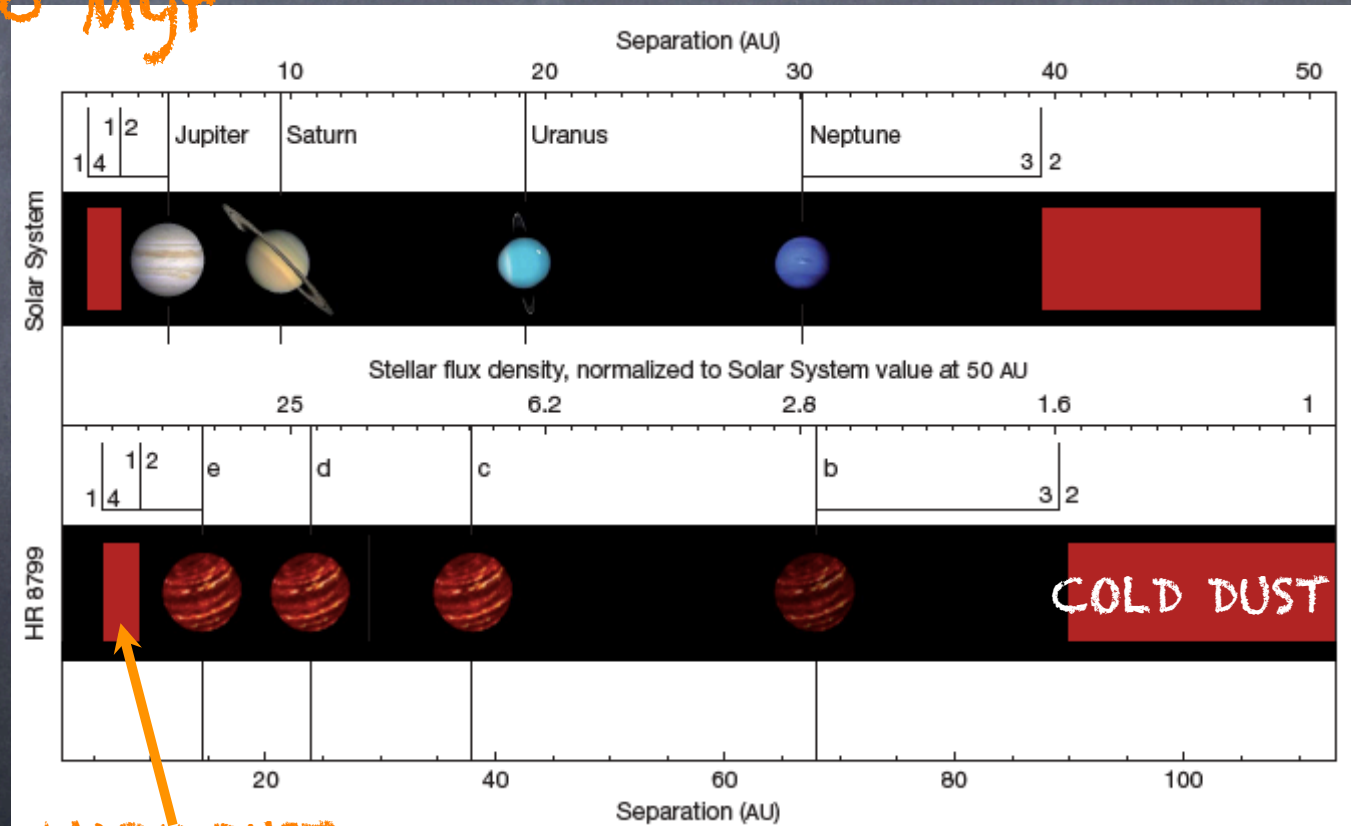 Myr
Separation (AU)
10 20 30 40 50
1 2 Jupiter Saturn Uranus Neptune
1 4 3 2
Solar System
Stellar flux density, normalized to Solar System value at 50 AU
25 6.2 2.8 1.6 1
1 2 e d c b
1 4 3 2
HR 8799
COLD DUST
20 40 60 80 100
Separation (AU)